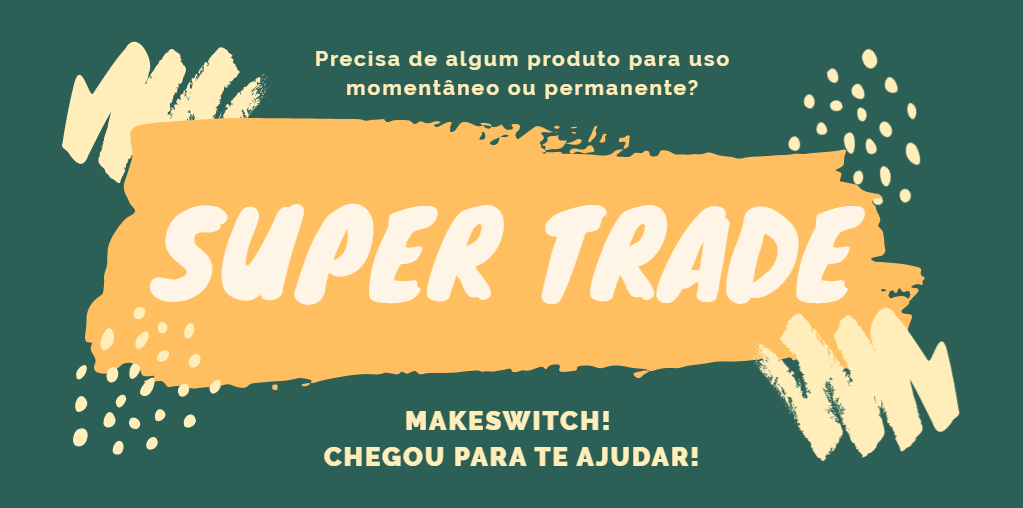 Precisa de algum produto para uso
momentâneo ou permanente?
SUPER TRADE
MAKESWITCH!
CHEGOU PARA TE AJUDAR!